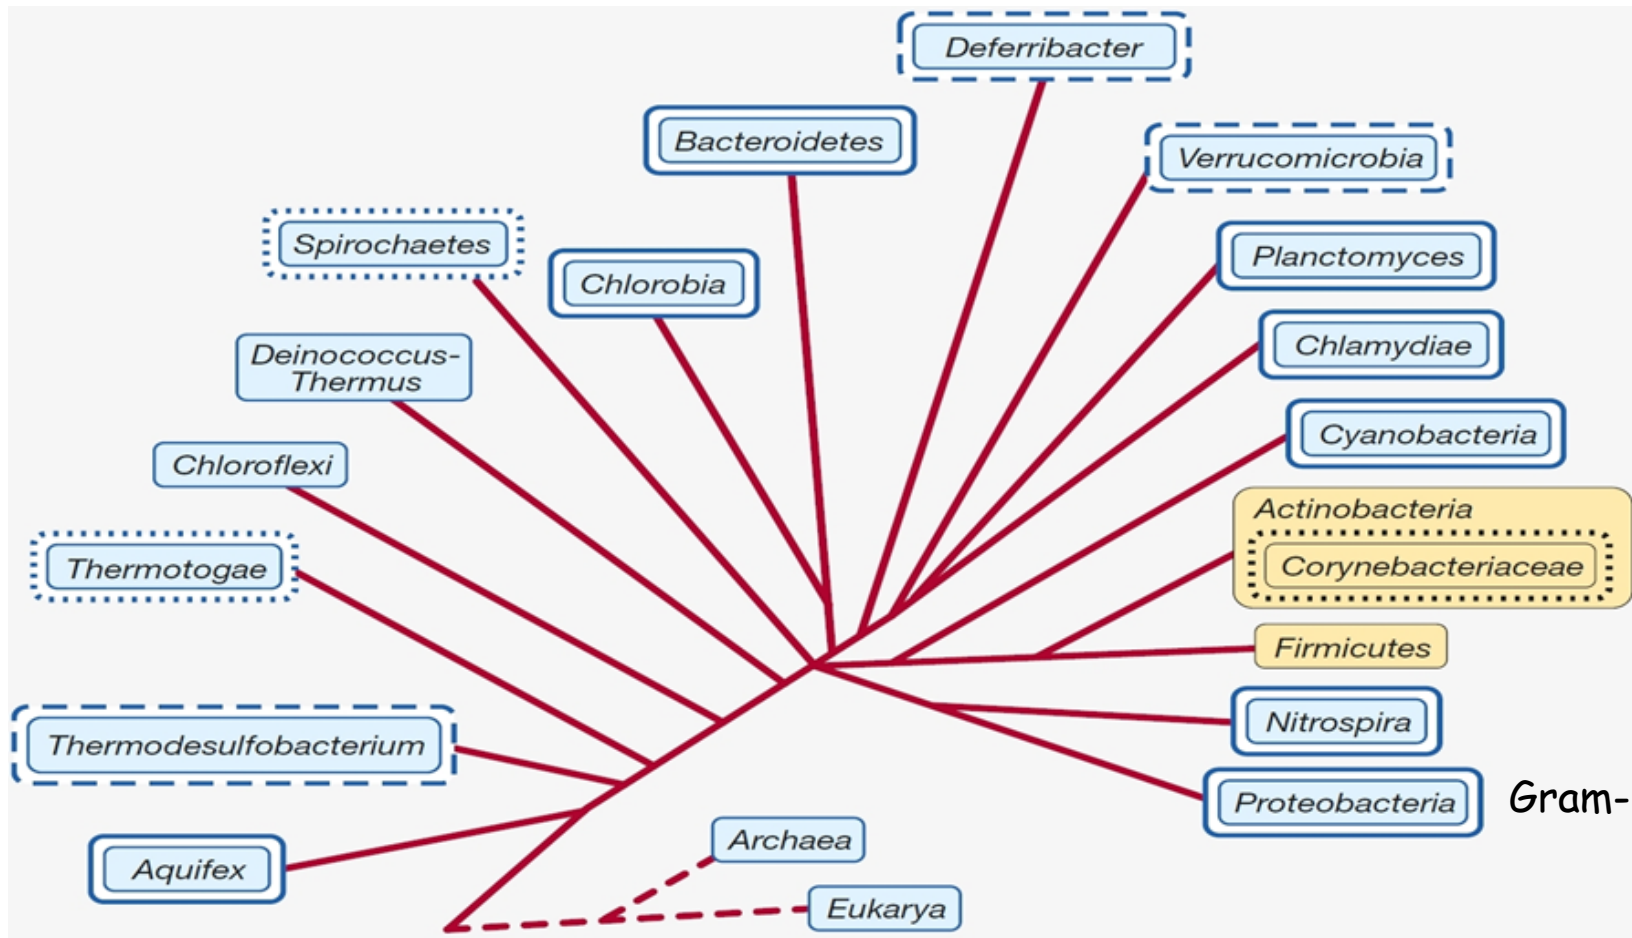 Deferribacter
Bacteroidetes
Verrucomicrobia
Spirochaetes
Planctomyces
Chlorobia
Chlamydiae
Deinococcus-
Thermus
Cyanobacteria
Chloroflexi
Actinobacteria
Corynebacteriaceae
Thermotogae
Firmicutes
Nitrospira
Thermodesulfobacterium
Proteobacteria
Gram-
Archaea
Aquifex
Eukarya